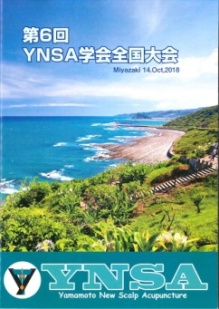 第6回
YNSA学会全国大会
Miyazaki 14,Oct,2018
YNSA
Yamamoto New Scalp Acupuncture